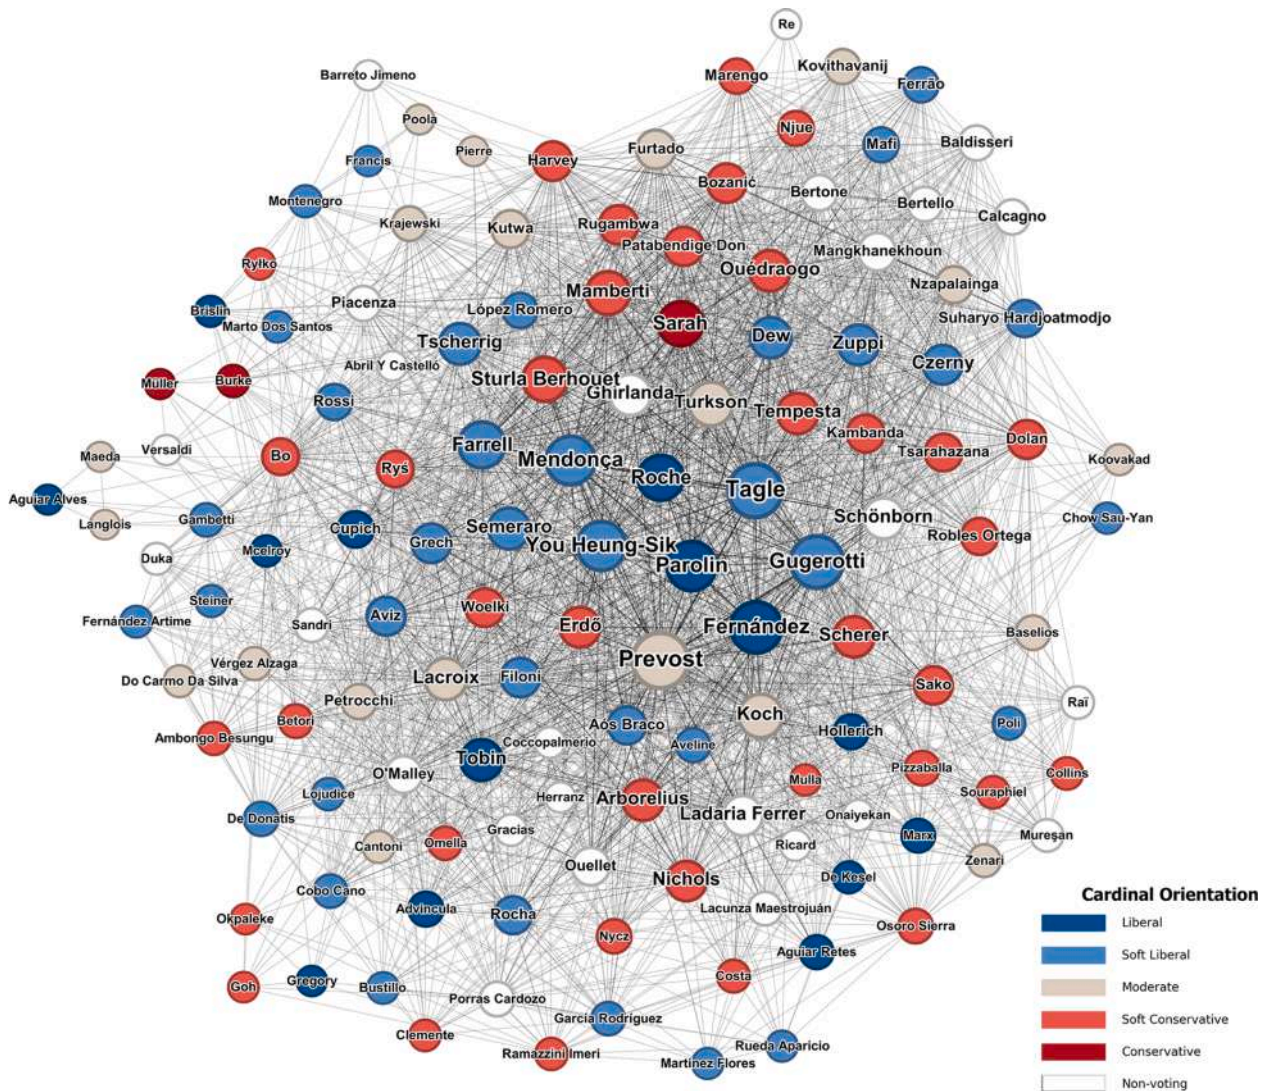 Re
Kovithavanij
Marengo
Barreto Jimeno
Ferrão
Poola
Njue
Mafi
Baldisseri
Pierre
Furtado
Francis
Harvey
Bozanić
Bertone
Montenegro
Bertello
Calcagno
Krajewski
Kutwa
Rugambwa
Patabendige Don
Mangkhanekhoun
Ryłko
Ouédraogo
Nzapalainga
Mamberti
Piacenza
Brislin
López Romero
Suharyo Hardjoatmodjo
Marto Dos Santos
Sarah
Dew
Zuppi
Tscherrig
Czerny
Abril Y Castelló
Müller
Burke
Sturla Berhouet
Ghirlanda
Rossi
Turkson
Tempesta
Kambanda
Dolan
Farrell
Versaldi
Tsarahazana
Maeda
Bo
Mendonça
Koovakad
Ryś
Roche
Tagle
Aguiar Alves
Langlois
Schönborn
Chow Sau-Yan
Gambetti
Cupich
Semeraro
Robles Ortega
Grech
You Heung-Sik
Mcelroy
Duka
Parolin
Gugerotti
Steiner
Woelki
Fernández Artime
Sandri
Aviz
Erdő
Fernández
Scherer
Baselios
Prevost
Vérgez Alzaga
Do Carmo Da Silva
Lacroix
Filoni
Sako
Petrocchi
Raï
Koch
Betori
Aós Braco
Poli
Ambongo Besungu
Hollerich
Coccopalmerio
Aveline
Tobin
Pizzaballa
O'Malley
Mulla
Collins
Souraphiel
Lojudice
Herranz
Arborelius
Ladaria Ferrer
De Donatis
Onaiyekan
Gracias
Marx
Mureşan
Cantoni
Omella
Ricard
Zenari
Ouellet
Nichols
De Kesel
Cobo Cano
Cardinal Orientation
Advíncula
Rocha
Lacunza Maestrojuán
Okpaleke
Osoro Sierra
Liberal
Nycz
Aguiar Retes
Soft Liberal
Costa
Gregory
Goh
Bustillo
Moderate
Porras Cardozo
García Rodríguez
Soft Conservative
Clemente
Rueda Aparicio
Ramazzini Imeri
Conservative
Martínez Flores
Non-voting